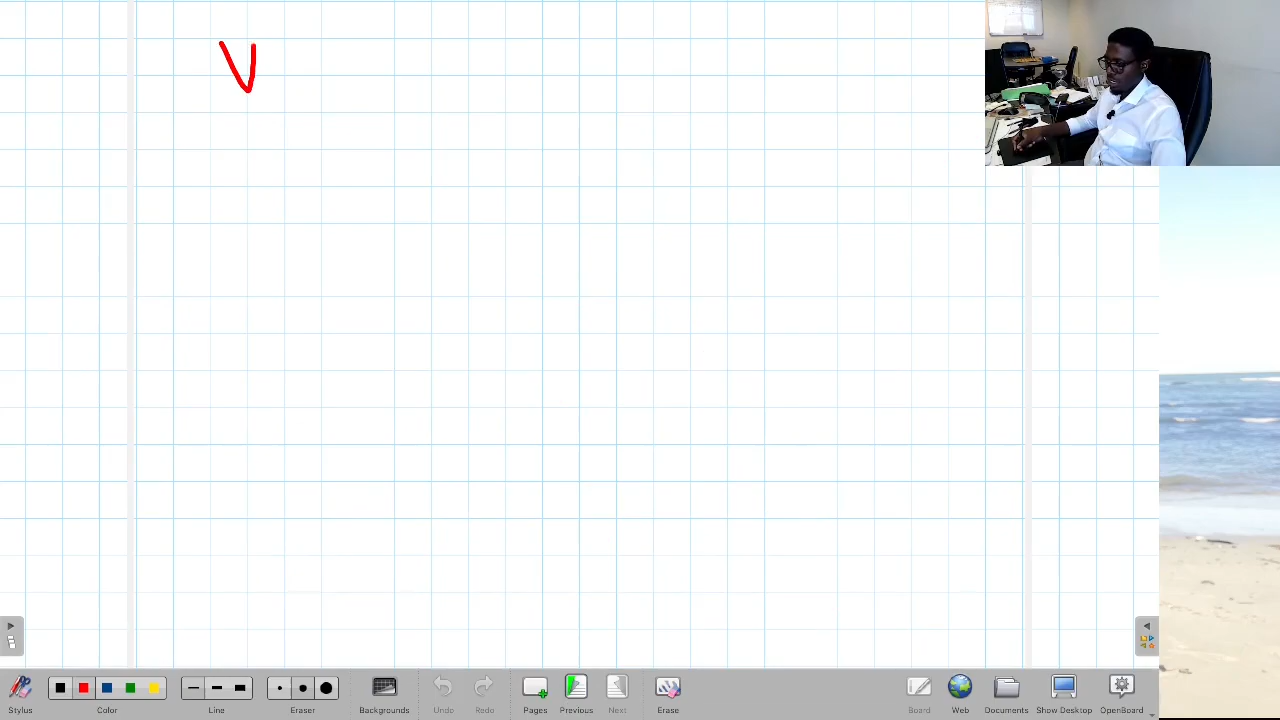 V
Stylus
Color
Line
Eraser
Backgrounds
Undo
Redo
Pages
Previous
Next
Erase
Board
Web
Documents
Show Desktop
OpenBoard